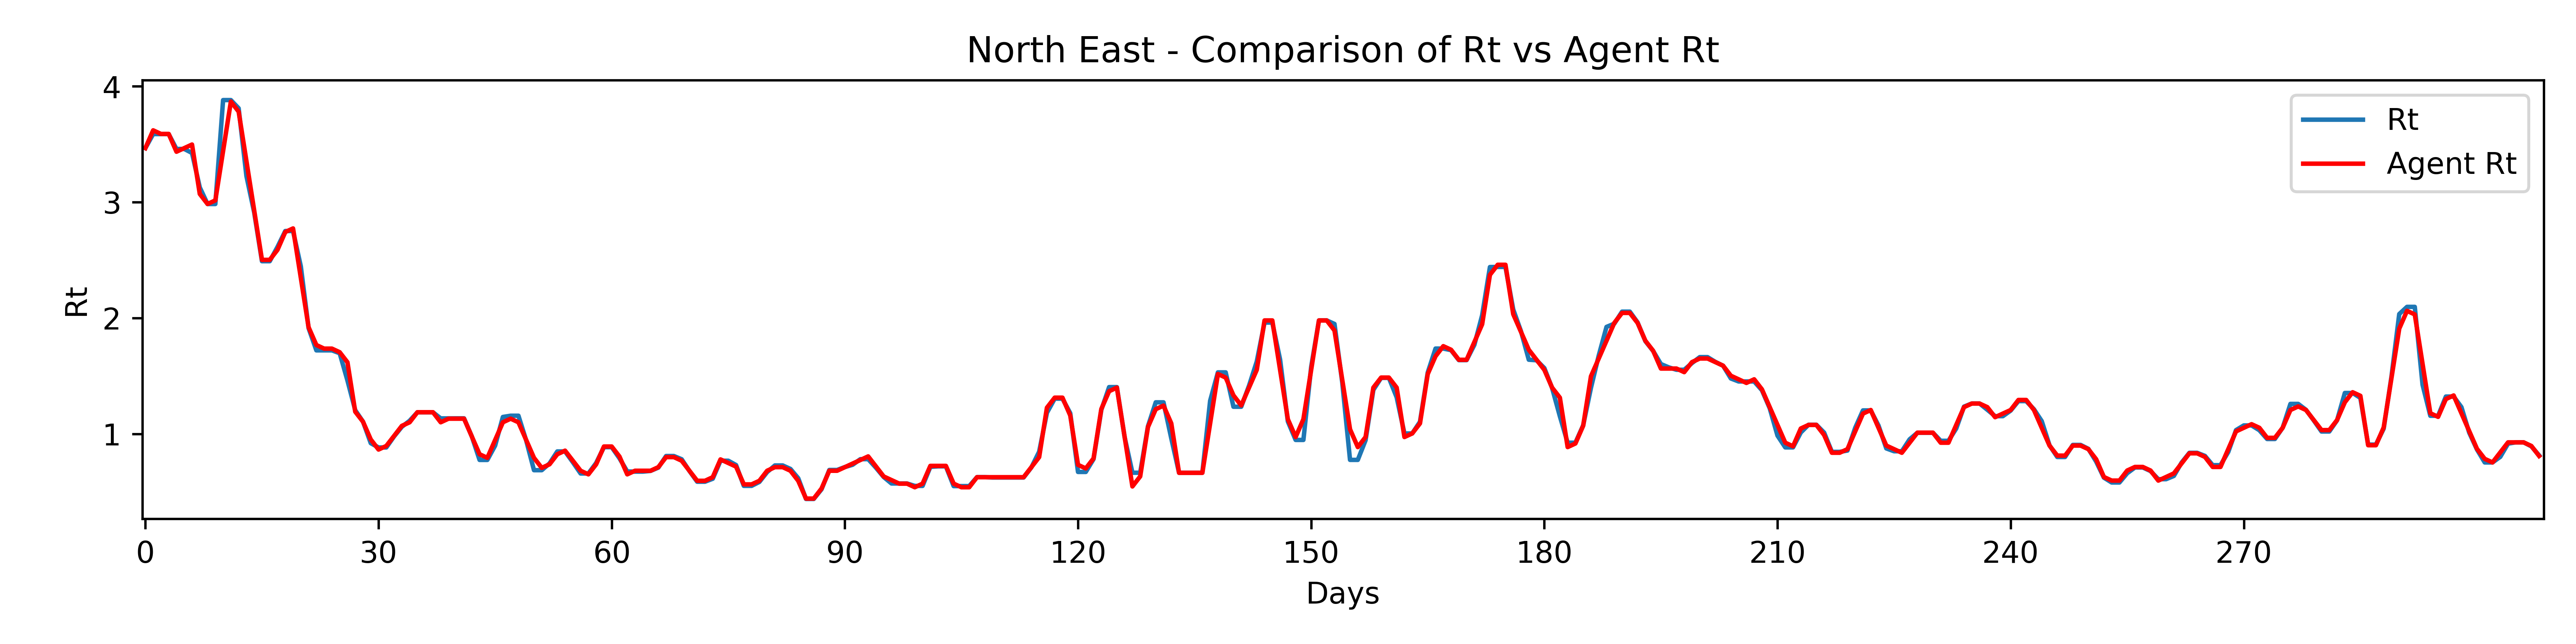 North East - Comparison of Rt vs Agent Rt
4
3
2
1
Rt
Rt
Agent Rt
0 30 60 90 120 150 180 210 240 270
Days